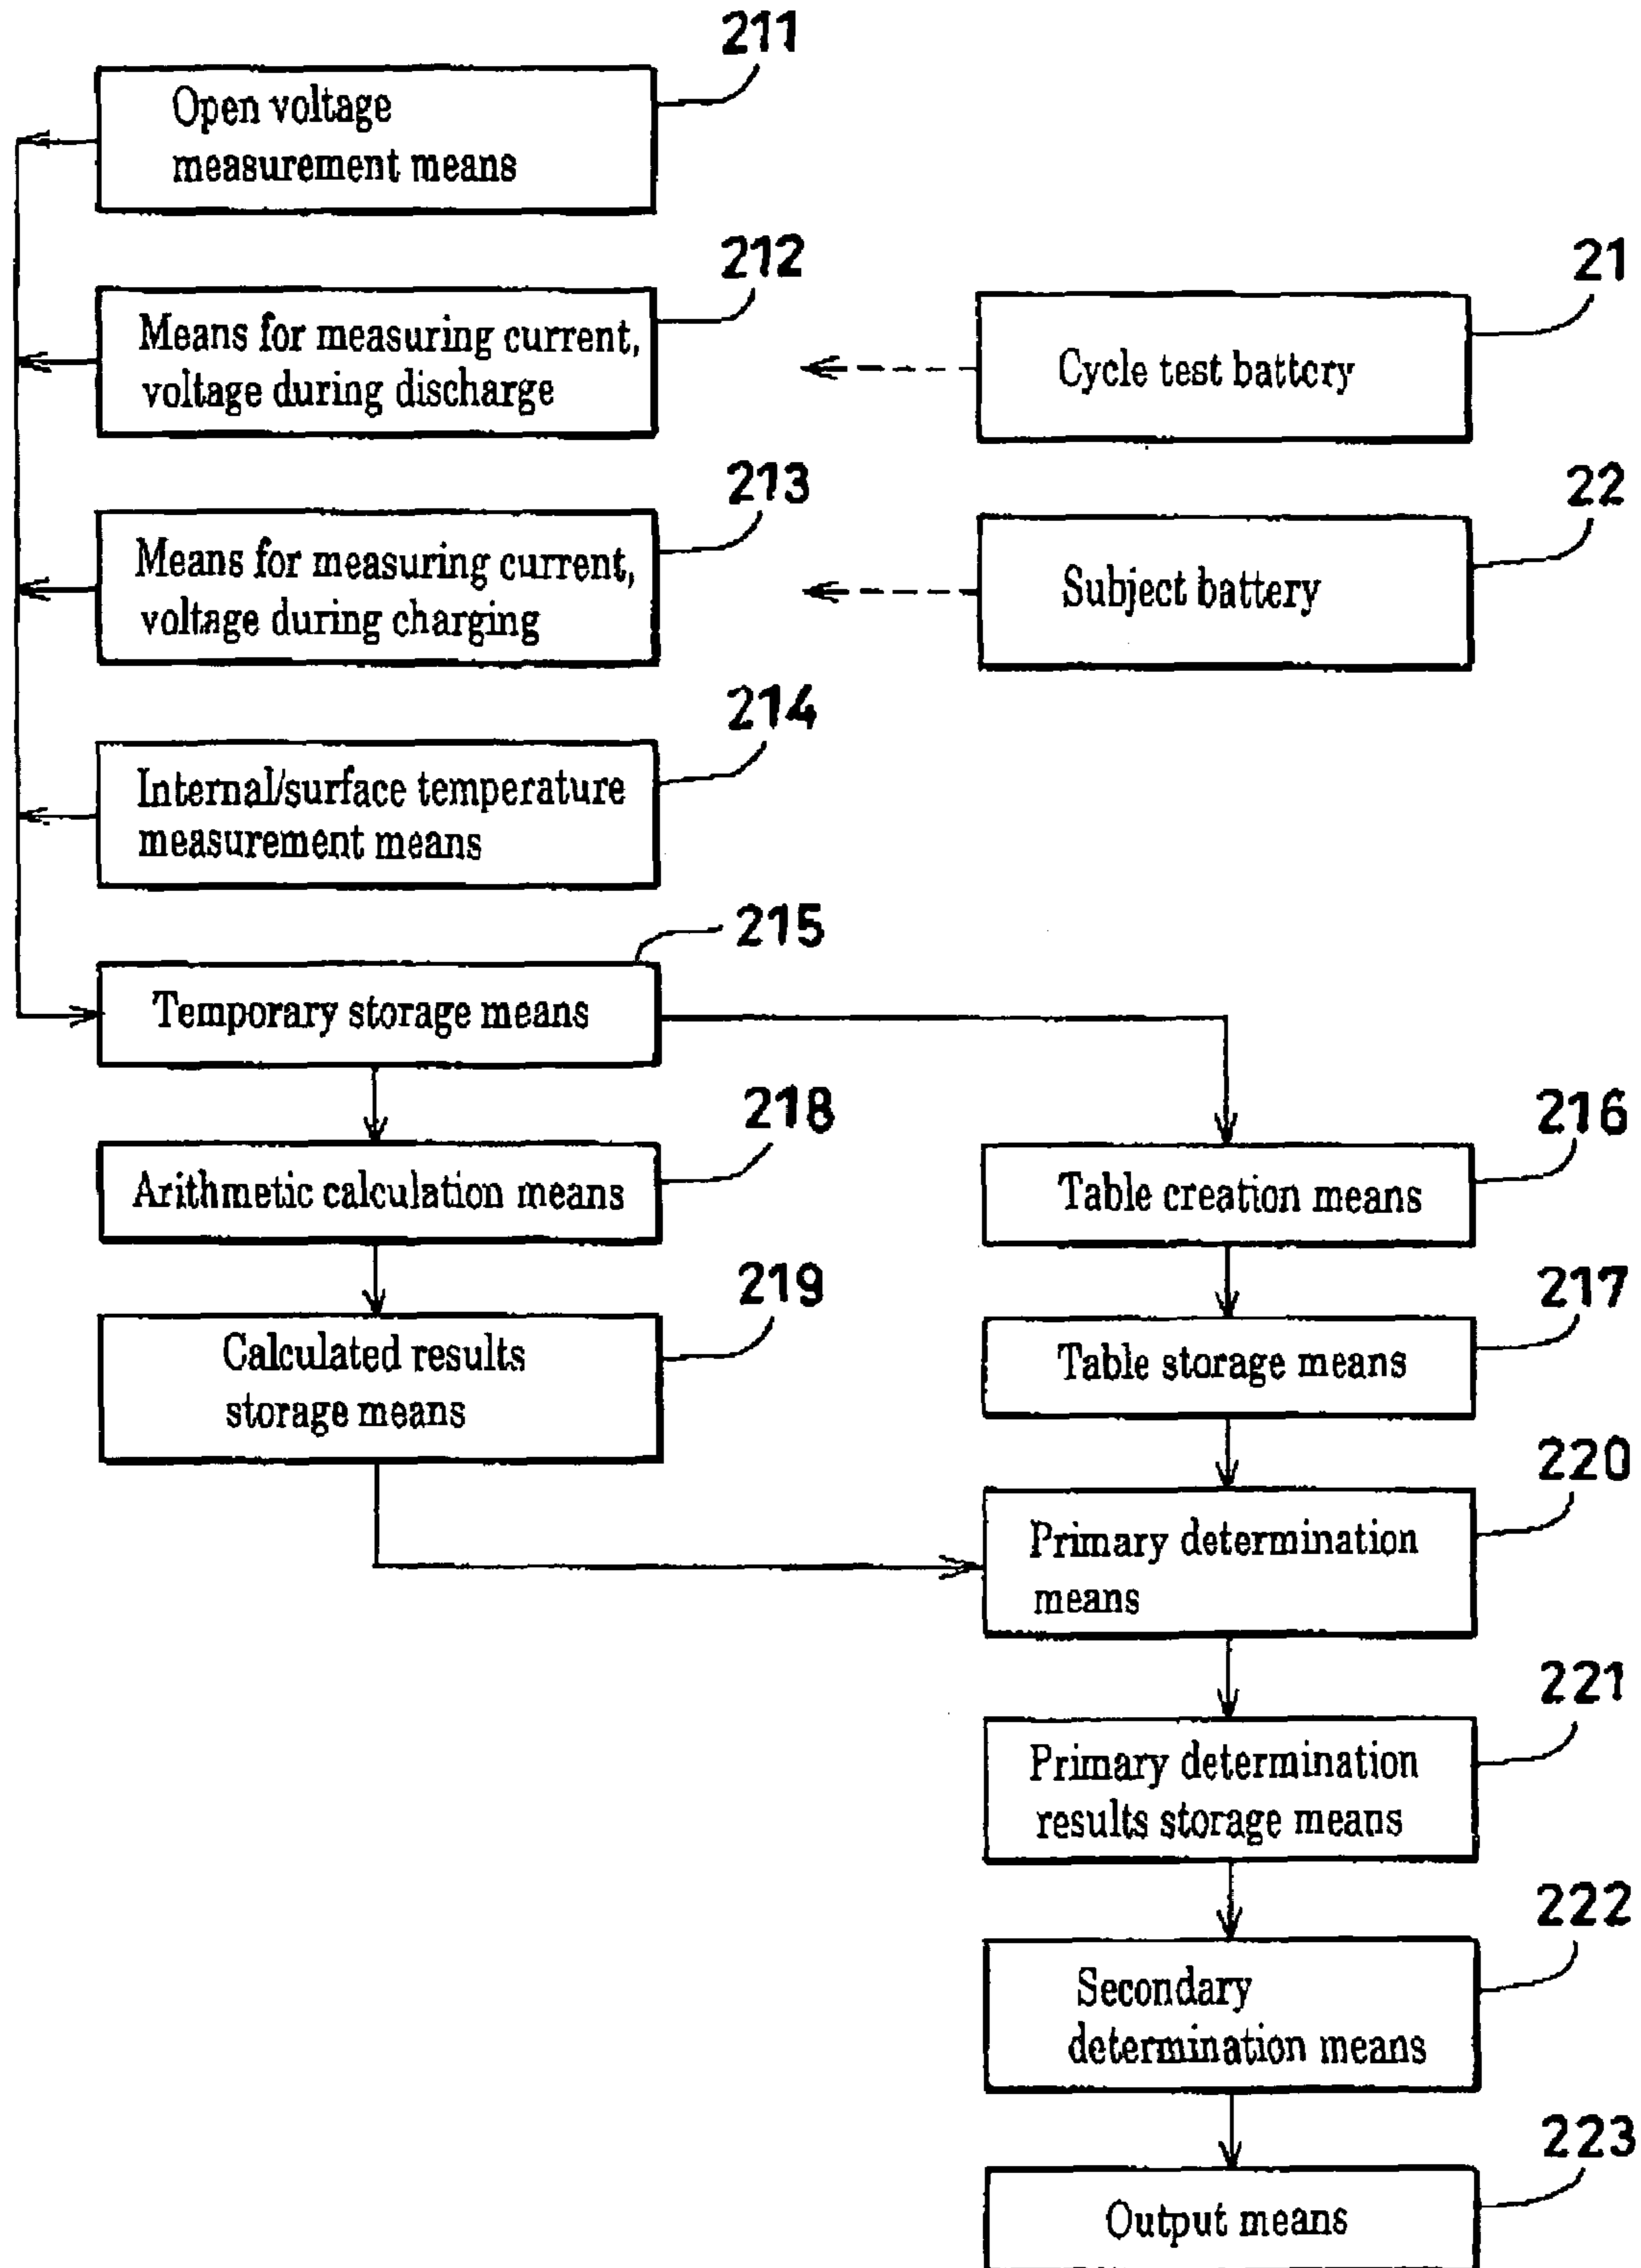 211
Open voltage
measurement means
212
Means for measuring current,
voltage during discharge
21
Cycle test battery
213
Means for measuring current,
voltage during charging
22
Subject battery
214
Internal/surface temperature
measurement means
215
Temporary storage means
218
Arithmetic calculation means
216
Table creation means
219
Calculated results
storage means
217
Table storage means
220
Primary determination
means
221
Primary determination
results storage means
222
Secondary
determination means
223
Output means